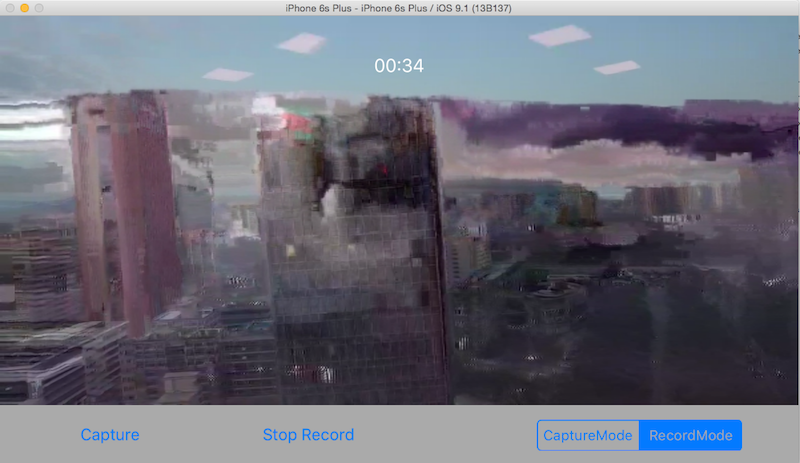 iPhone 6s Plus - iPhone 6s Plus / iOS 9.1 (13B137)
00:34
Capture Stop Record CaptureMode RecordMode